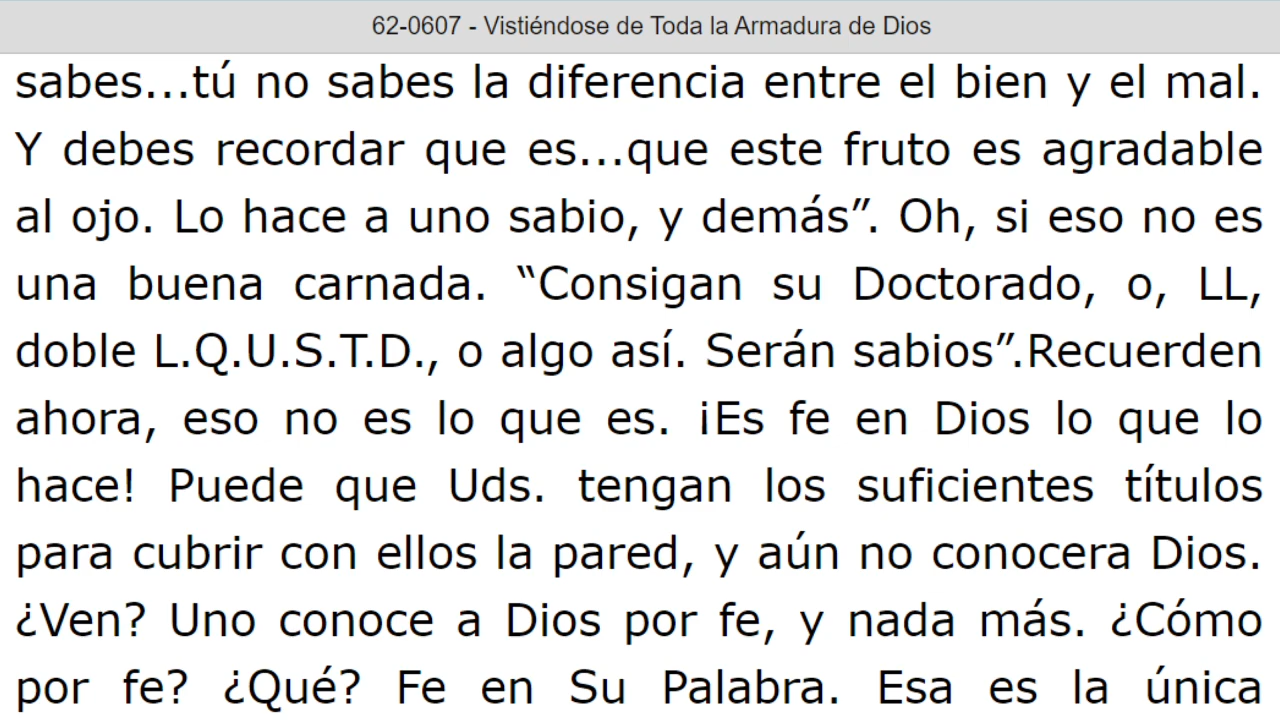 62-0607 - Vistiéndose de Toda la Armadura de Dios
sabes...tú no sabes la diferencia entre el bien y el mal.
Y debes recordar que es...que este fruto es agradable
al ojo. Lo hace a uno sabio, y demás”. Oh, si eso no es
una buena carnada. “Consigan su Doctorado, o, LL,
doble L.Q.U.S.T.D., o algo así. Serán sabios”.Recuerden
ahora, eso no es lo que es. ¡Es fe en Dios lo que lo
hace! Puede que Uds. tengan los suficientes títulos
para cubrir con ellos la pared, y aún no conocera Dios.
¿Ven? Uno conoce a Dios por fe, y nada más. ¿Cómo
por fe? ¿Qué? Fe en Su Palabra. Esa es la única